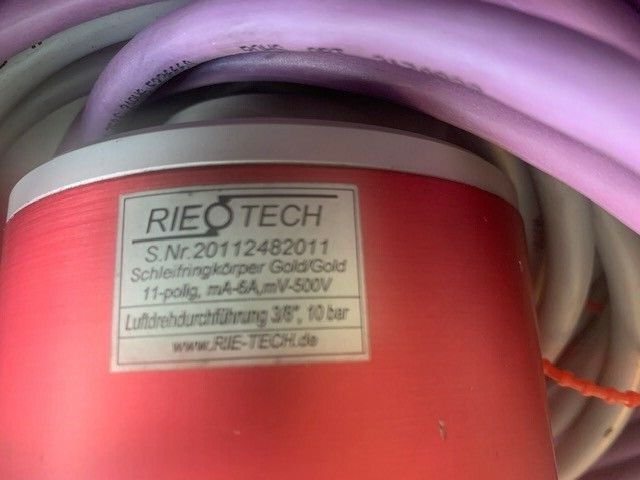 RIEOTECH
S.Nr.20112482011
Schleifringkörper Gold/Gold
11-polig, mA-6A,mV-500V
Luftdrehdurchführung 3/8", 10 bar
www.RIE-TECH.de